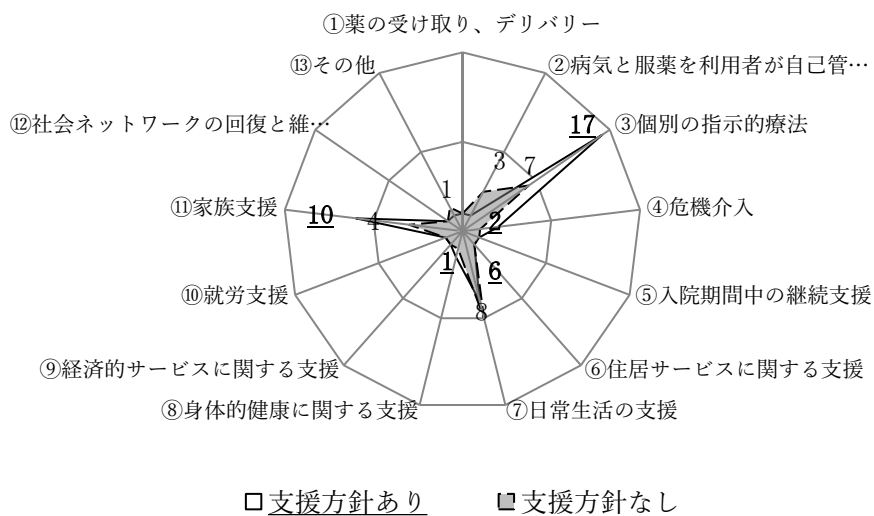 ①薬の受け取り、デリバリー
⑬その他
②病気と服薬を利用者が自己管…
⑫社会ネットワークの回復と維…
17
③個別の指示的療法
3
7
1
⑪家族支援
10
4
2
④危機介入
1
6
⑩就労支援
⑤入院期間中の継続支援
8
⑨経済的サービスに関する支援
⑥住居サービスに関する支援
⑧身体的健康に関する支援
⑦日常生活の支援
支援方針あり
支援方針なし